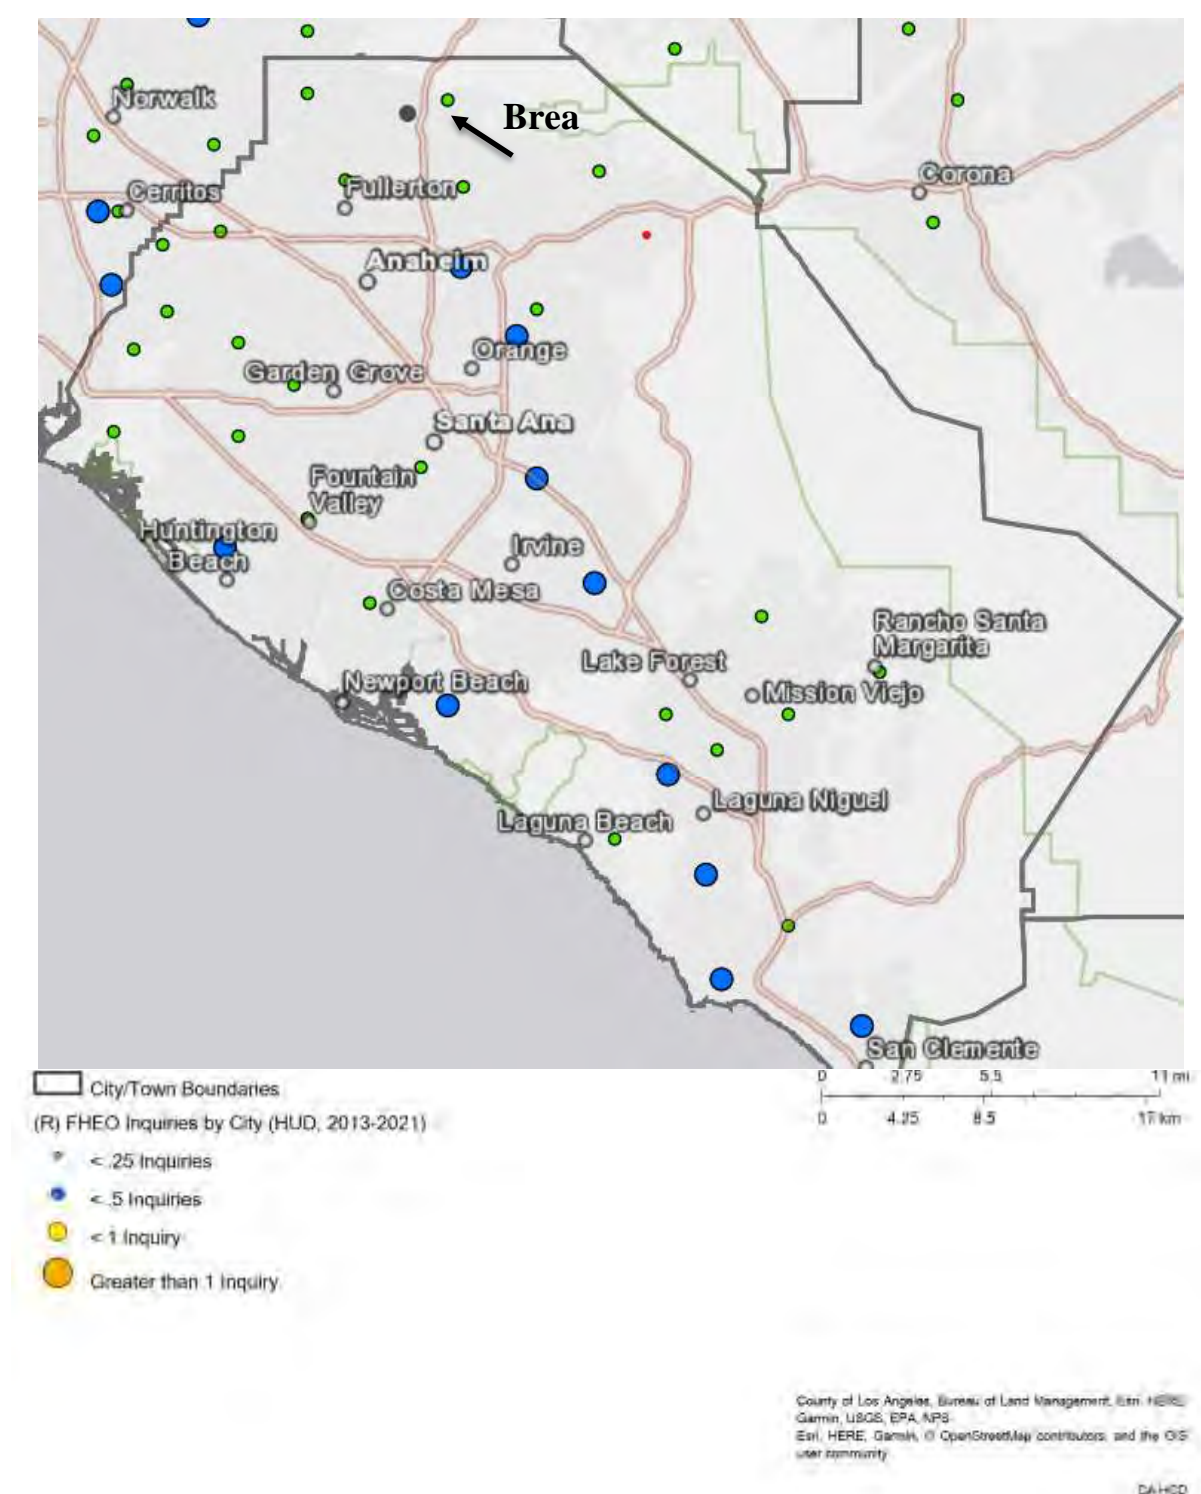 Norwalk
Brea
Cerritos
Fullerton
Corona
Anaheim
Orange
Garden Grove
Santa Ana
Fountain
Valley
Huntington
Beach
Irvine
Costa Mesa
Rancho Santa
Margarita
Lake Forest
Newport Beach
Mission Viejo
Laguna Niguel
Laguna Beach
San Clemente
City/Town Boundaries
(R) FHEO Inquiries by City (HUD, 2013-2021)
< .25 Inquiries
< .5 Inquiries
< 1 Inquiry
Greater than 1 Inquiry
0 2.75 5.5 11 mi
0 4.25 8.5 17 km
County of Los Angeles, Bureau of Land Management, Esri, HERE,
Garmin, USGS, EPA, NPS
Esri, HERE, Garmin, © OpenStreetMap contributors, and the GIS
user community
CA HCD